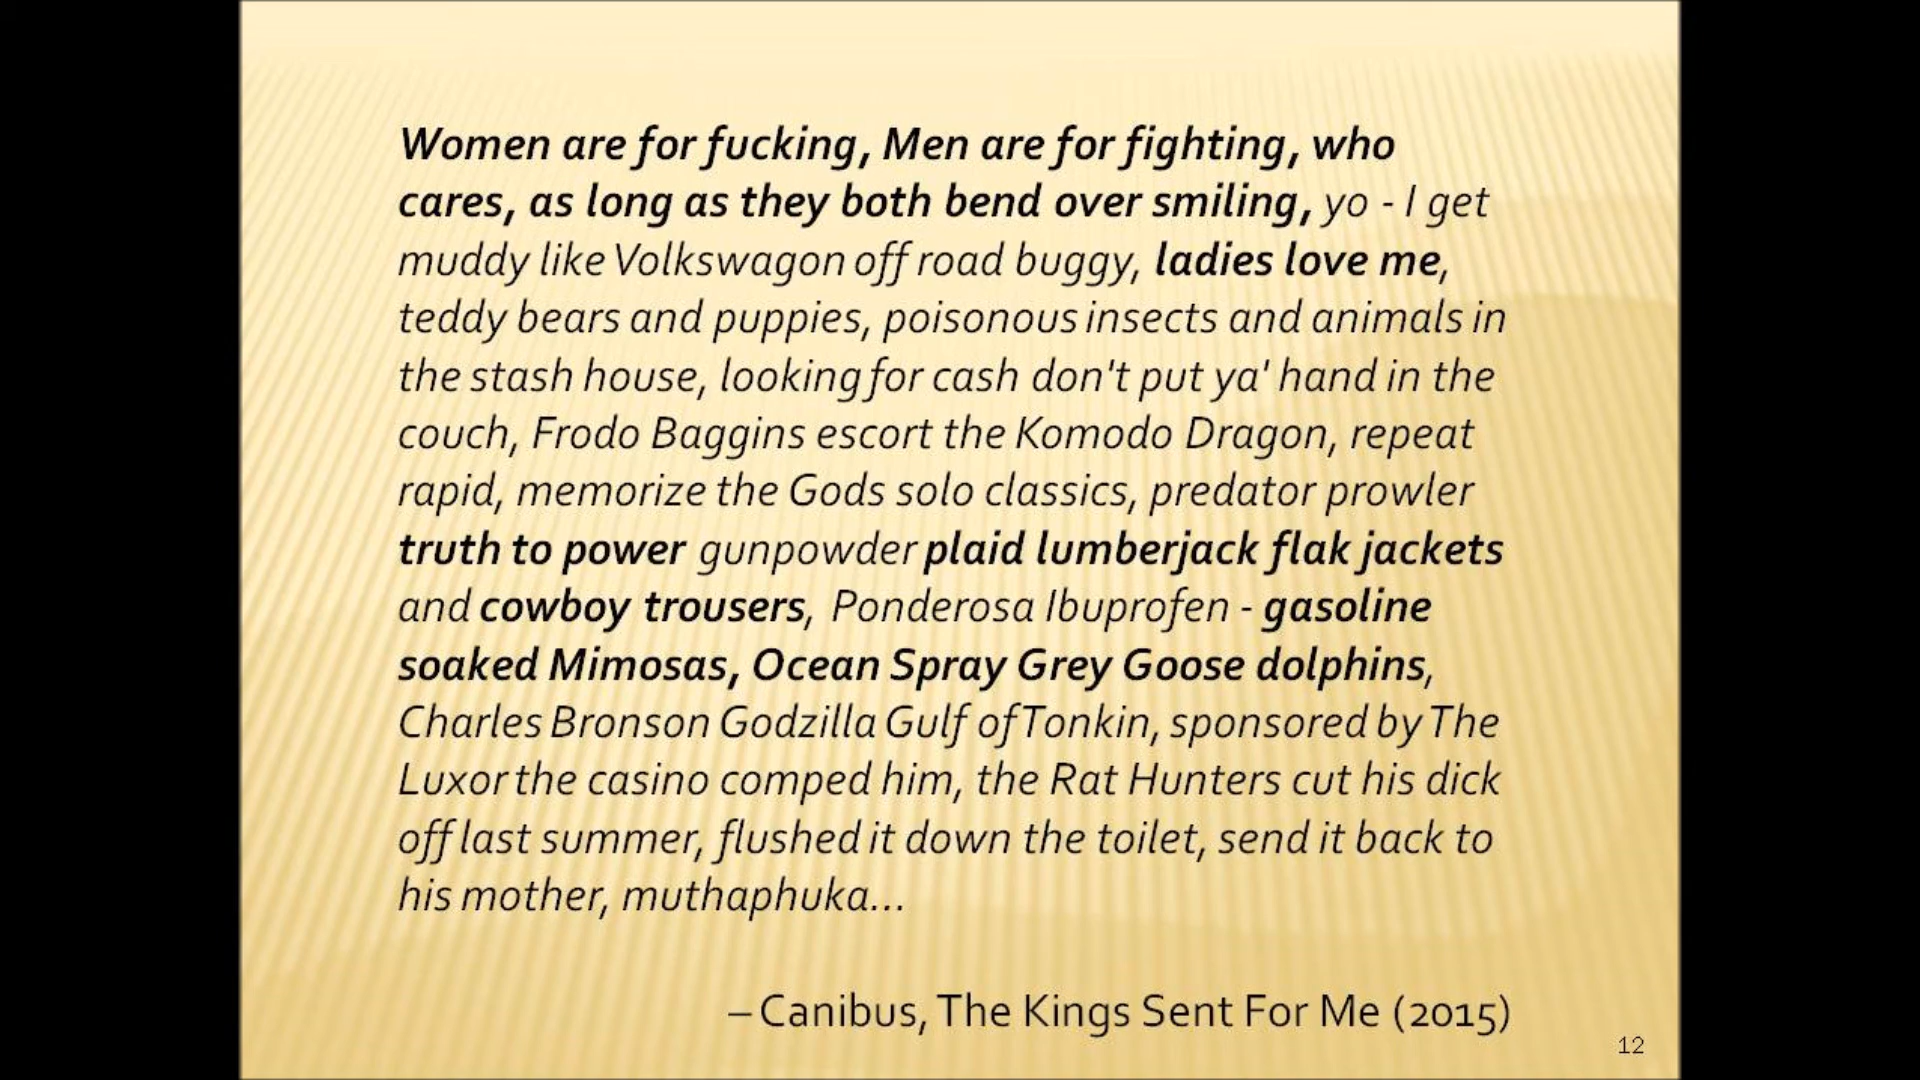 Women are for fucking, Men are for fighting, who
cares, as long as they both bend over smiling, yo - I get
muddy like Volkswagon off road buggy, ladies love me,
teddy bears and puppies, poisonous insects and animals in
the stash house, looking for cash don't put ya' hand in the
couch, Frodo Baggins escort the Komodo Dragon, repeat
rapid, memorize the Gods solo classics, predator prowler
truth to power gunpowder plaid lumberjack flak jackets
and cowboy trousers, Ponderosa Ibuprofen - gasoline
soaked Mimosas, Ocean Spray Grey Goose dolphins,
Charles Bronson Godzilla Gulf of Tonkin, sponsored by The
Luxor the casino comped him, the Rat Hunters cut his dick
off last summer, flushed it down the toilet, send it back to
his mother, muthaphuka...
– Canibus, The Kings Sent For Me (2015)
12